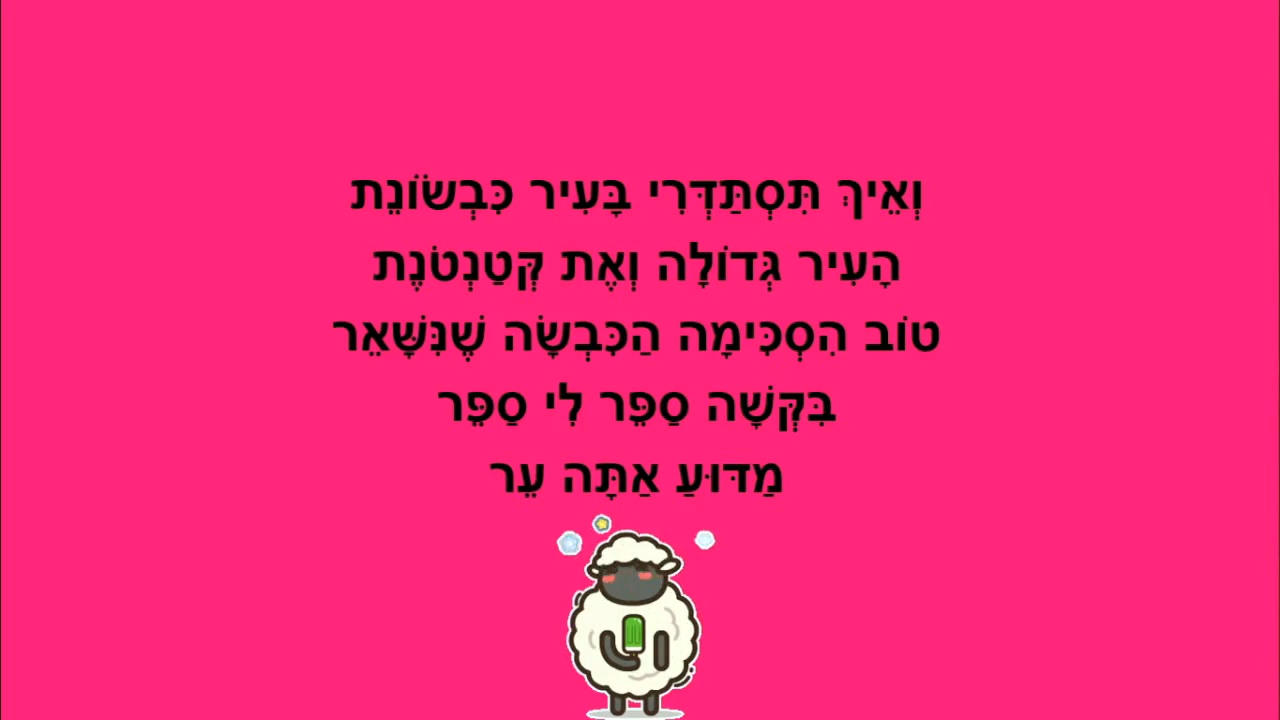 וְאֵיךְ תִּסְתַּדְּרִי בָּעִיר כִּבְשׂוֹנֵת
הָעִיר גְּדוֹלָה וְאֶת קְּטַנְטֹנֶת
טוֹב הִסְכִּימָה הַכִּבְשָׂה שֶׁנִּשָּׁאֵר
בִּקְּשָׁה סַפֵּר לִי סַפֵּר
מַדּוּעַ אַתָּה עֵר